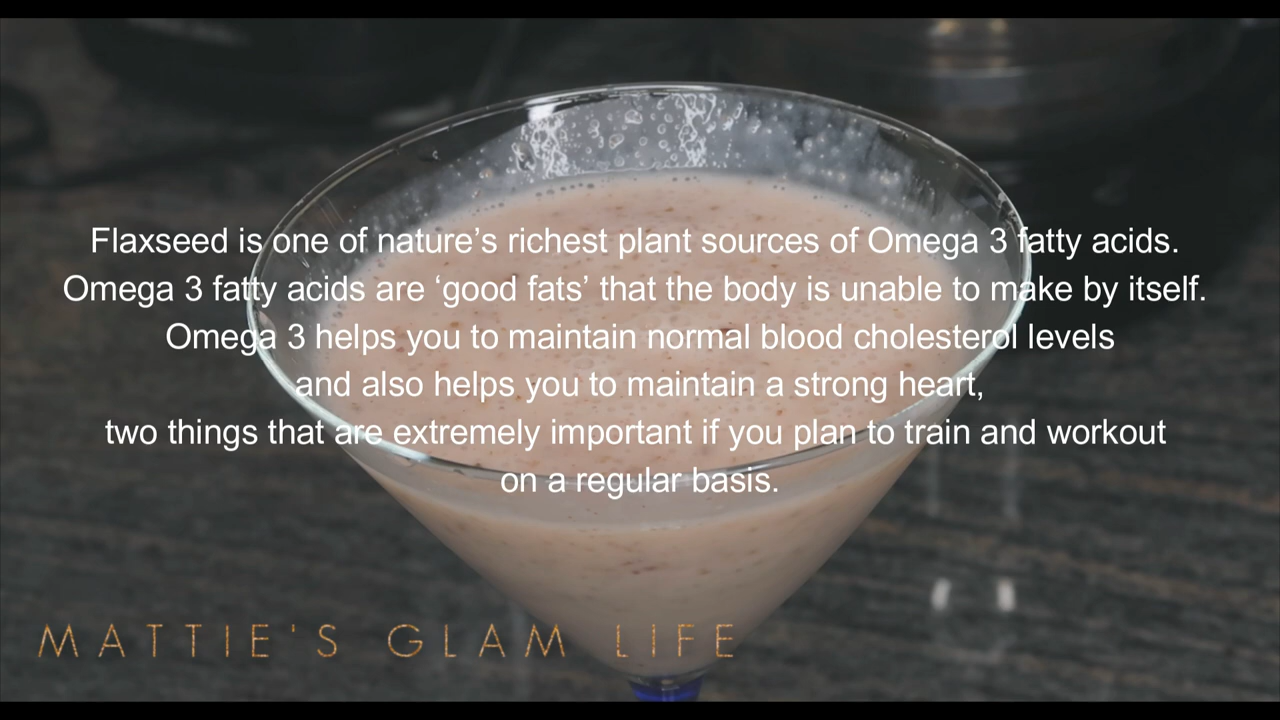 Flaxseed is one of nature’s richest plant sources of Omega 3 fatty acids.
Omega 3 fatty acids are ‘good fats’ that the body is unable to make by itself.
Omega 3 helps you to maintain normal blood cholesterol levels
and also helps you to maintain a strong heart,
two things that are extremely important if you plan to train and workout
on a regular basis.
MATTIE'S GLAM LIFE